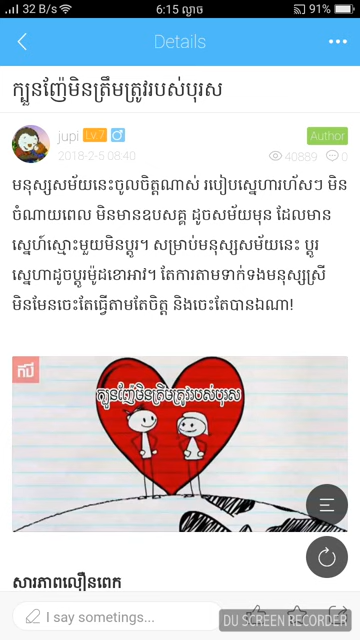 32 B/s
6:15 ល្ងាច
91%
Details
ក្បួនញ៉ែមិនត្រឹមត្រូវរបស់បុរស
jupi Lv.7
Author
2018-2-5 08:40
40889
0
មនុស្សសម័យនេះចូលចិត្តណាស់ របៀបស្នេហារហ័សៗ មិន
ចំណាយពេល មិនមានឧបសគ្គ ដូចសម័យមុន ដែលមាន
ស្នេហ៍ស្មោះមួយមិនប្ដូរ។ សម្រាប់មនុស្សសម័យនេះ ប្ដូរ
ស្នេហាដូចប្ដូរម៉ូដខោអាវ។ តែការតាមទាក់ទងមនុស្សស្រី
មិនមែនចេះតែធ្វើតាមតែចិត្ត និងចេះតែបានឯណា!
ក្បួនញ៉ែមិនត្រឹមត្រូវរបស់បុរស
សារភាពលឿនពេក
I say sometings...
DU SCREEN RECORDER